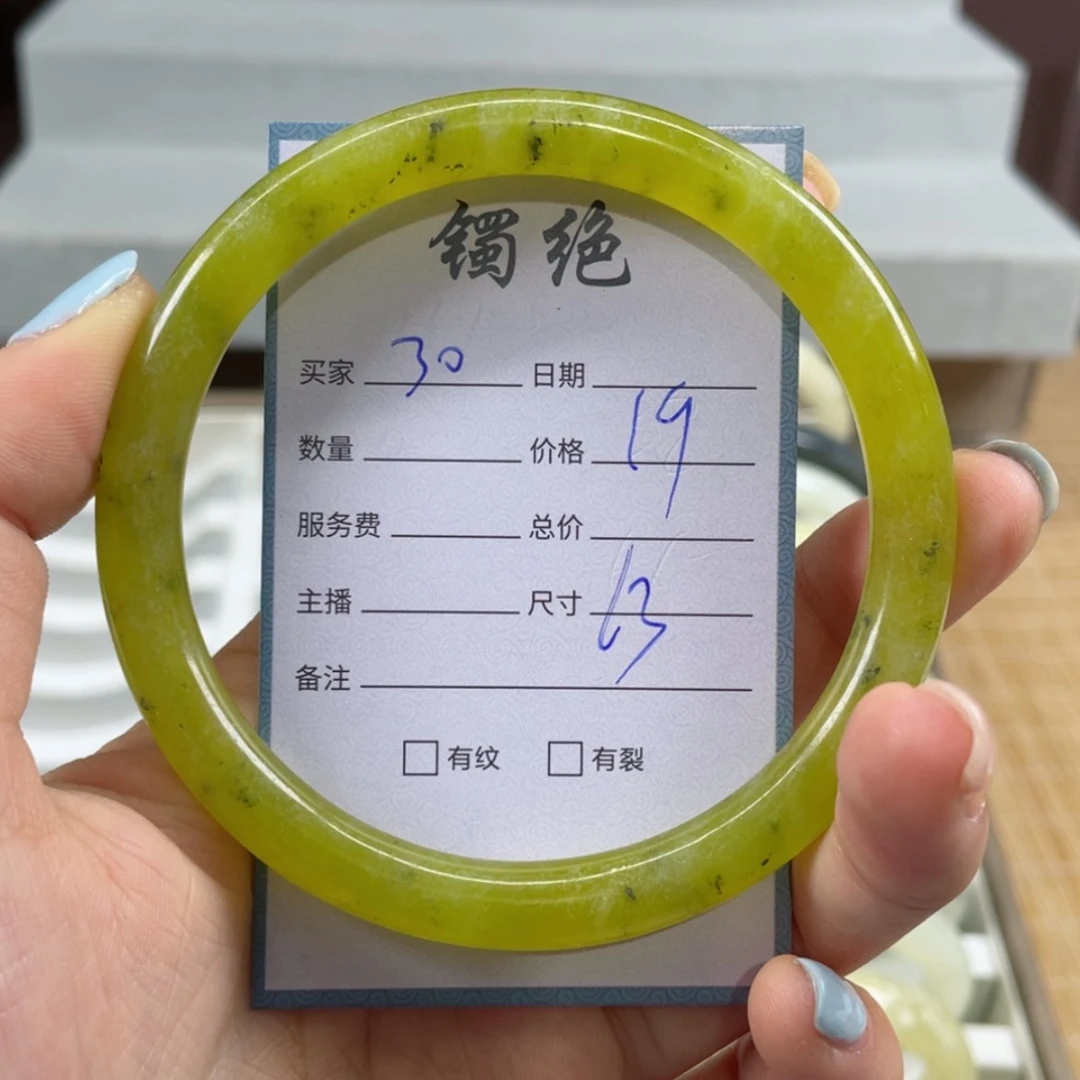 镯绝
买家 30 日期
数量 价格 19
服务费 总价
主播 尺寸 63
备注
有纹 有裂